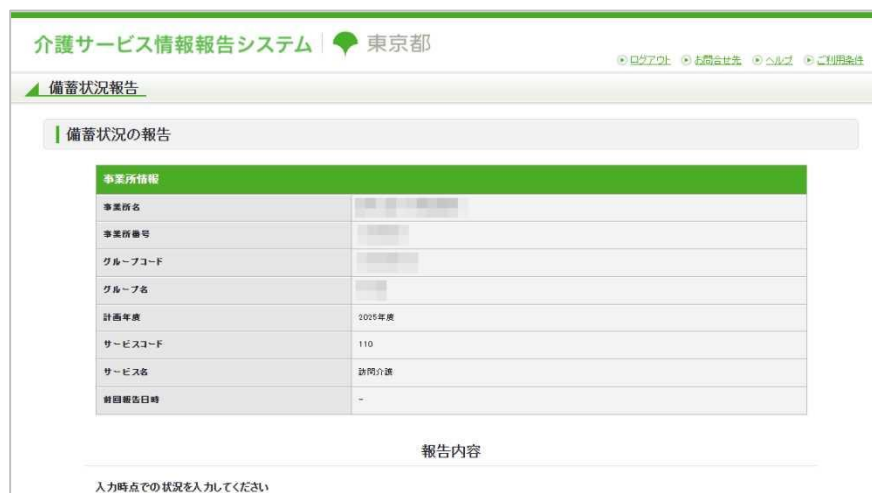 介護サービス情報報告システム 東京都
ログアウト お問合せ先 ヘルプ ご利用条件
備蓄状況報告
備蓄状況の報告
事業所情報
事業所名
事業所番号
グループコード
グループ名
計画年度 2025年度
サービスコード 110
サービス名 訪問介護
前回報告日時 -
報告内容
入力時点での状況を入力してください